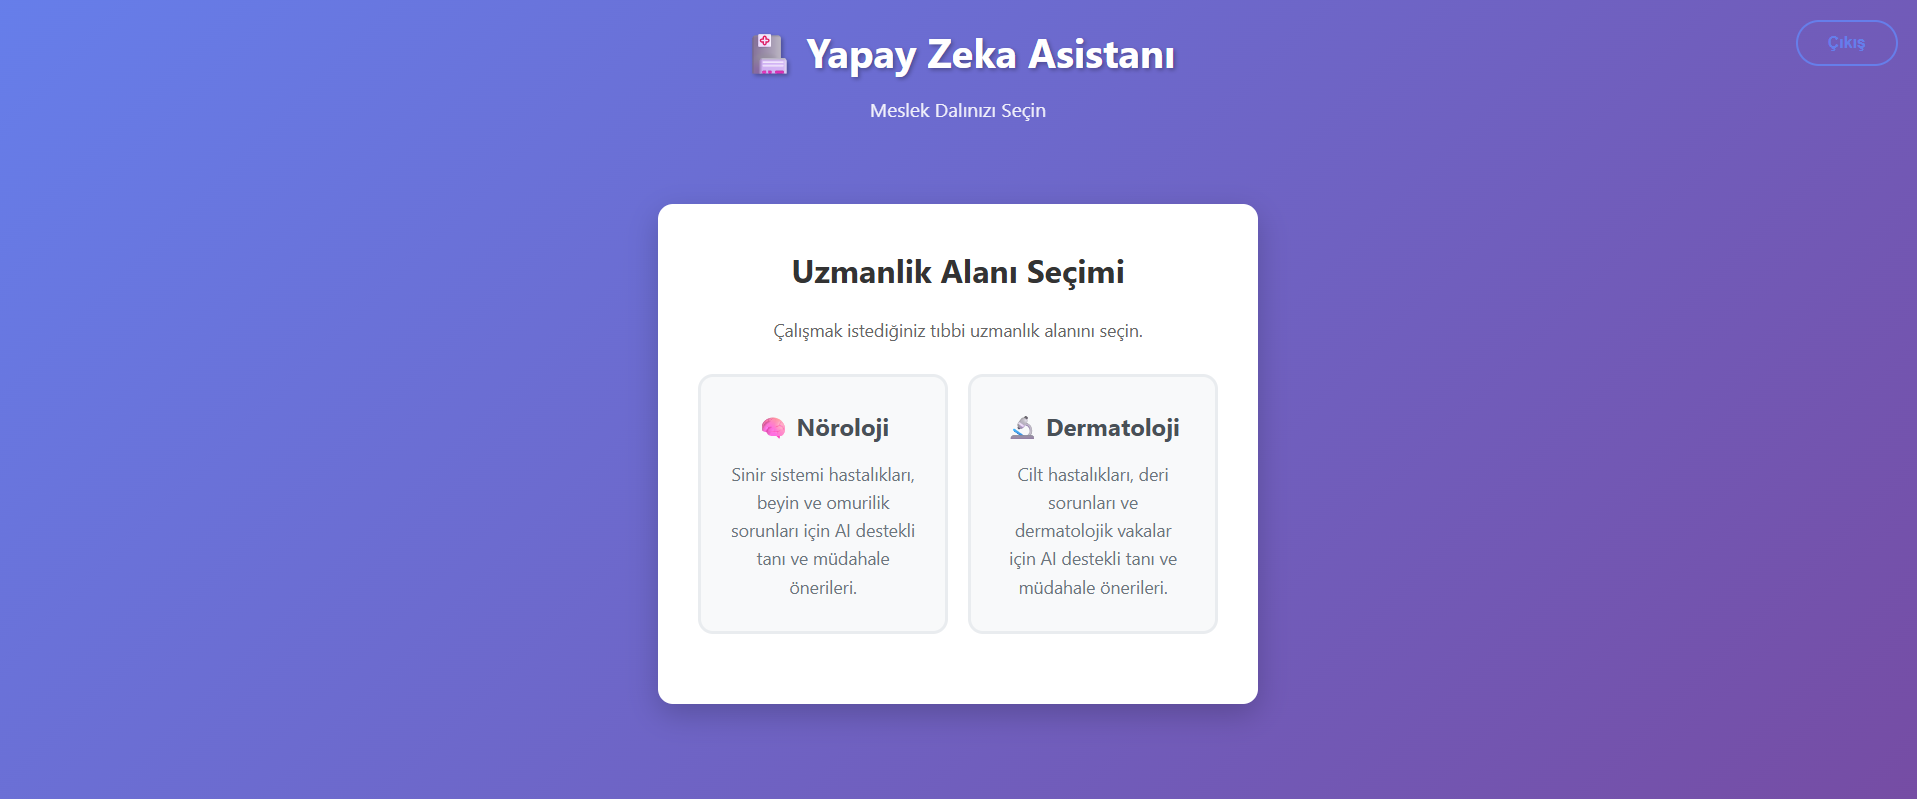 Yapay Zeka Asistanı
Çıkış
Meslek Dalınızı Seçin
Uzmanlik Alanı Seçimi
Çalışmak istediğiniz tıbbi uzmanlık alanını seçin.
Nöroloji
Sinir sistemi hastalıkları,
beyin ve omurilik
sorunları için AI destekli
tanı ve müdahale
önerileri.
Dermatoloji
Cilt hastalıkları, deri
sorunları ve
dermatolojik vakalar
için AI destekli tanı ve
müdahale önerileri.